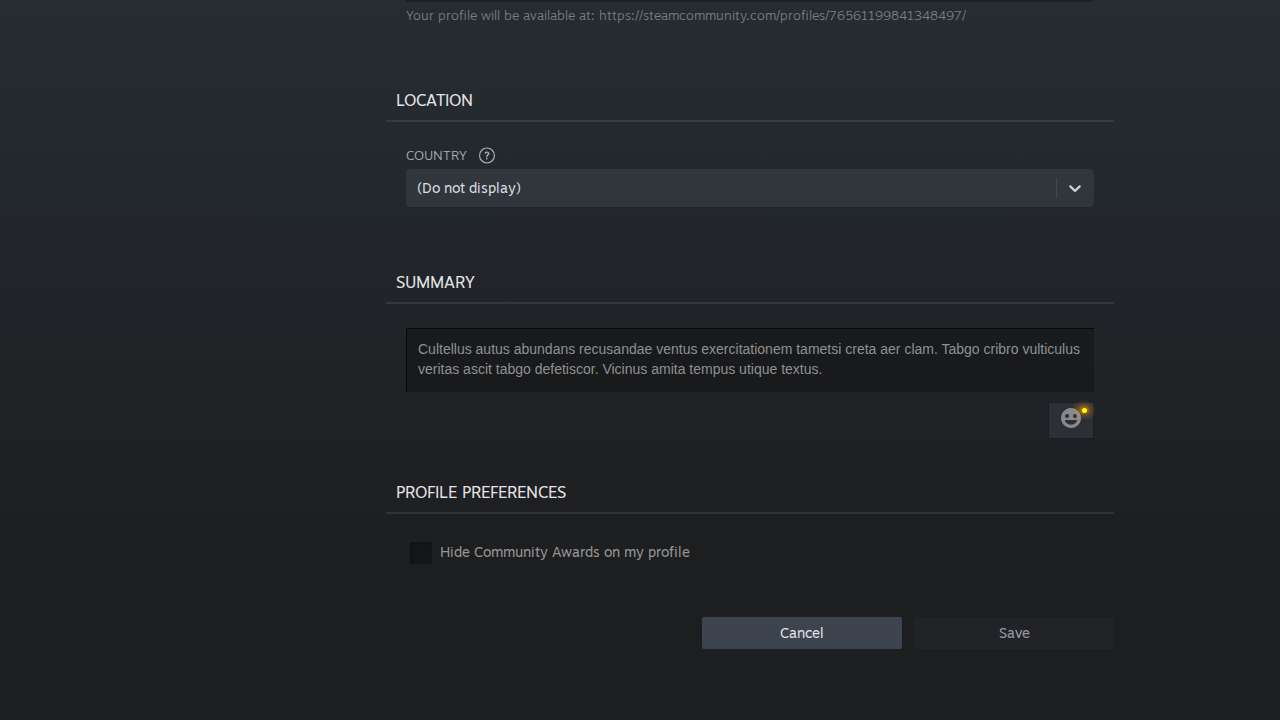 Your profile will be available at: https://steamcommunity.com/profiles/76561199841348497/
LOCATION
COUNTRY ?
(Do not display)
SUMMARY
Cultellus autus abundans recusandae ventus exercitationem tametsi creta aer clam. Tabgo cribro vulticulus
veritas ascit tabgo defetiscor. Vicinus amita tempus utique textus.
PROFILE PREFERENCES
Hide Community Awards on my profile
Cancel Save